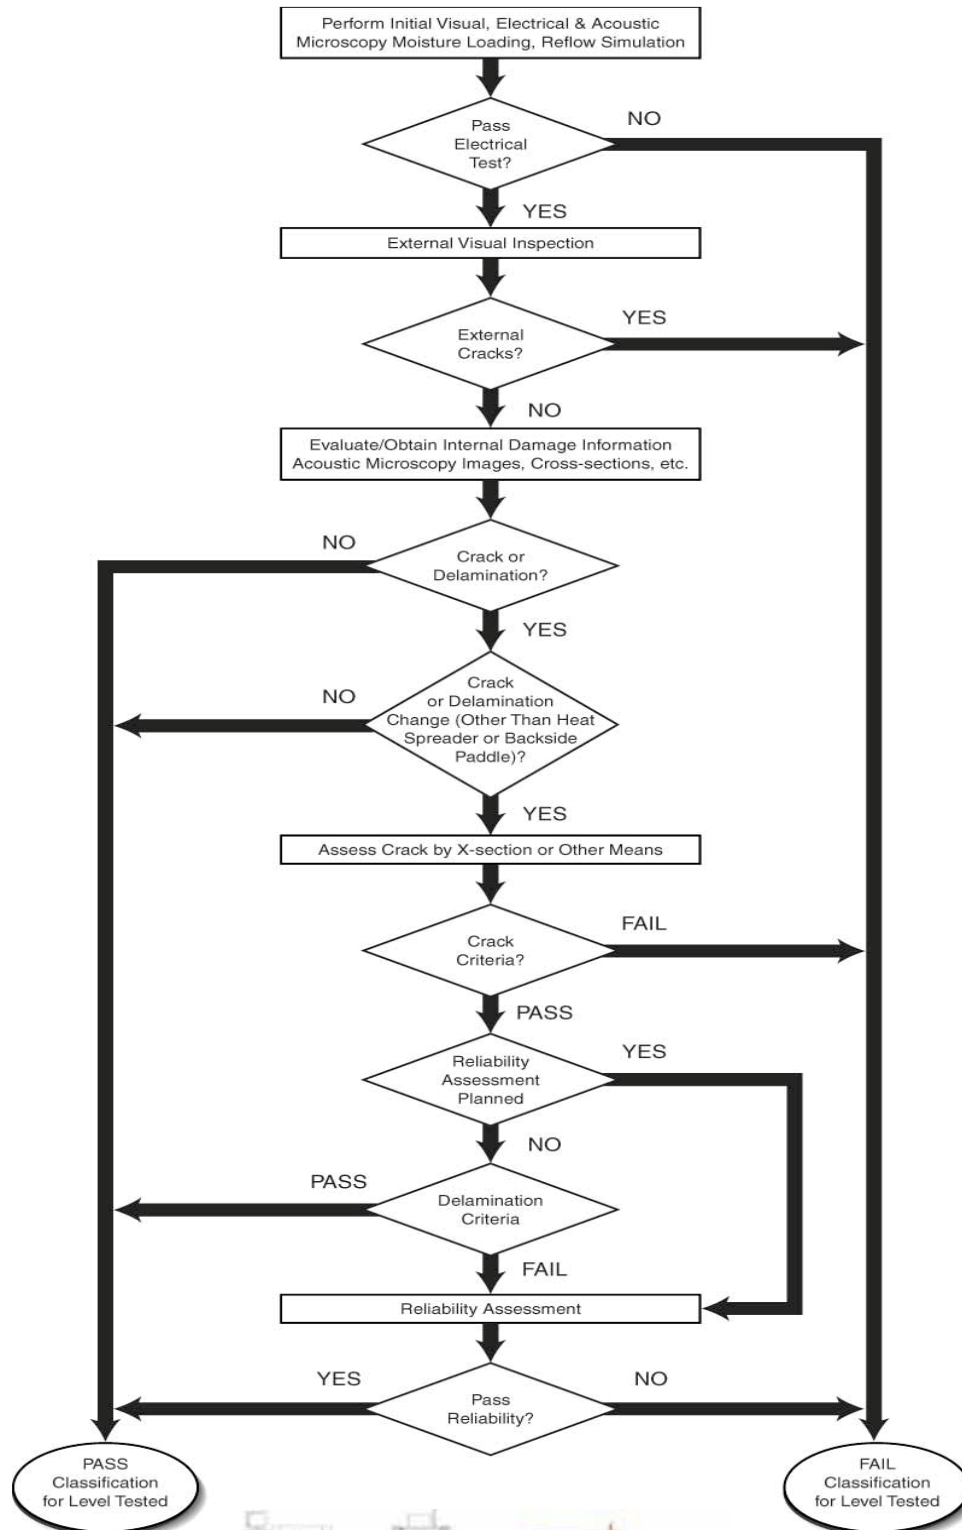 Perform Initial Visual, Electrical & Acoustic
Microscopy Moisture Loading, Reflow Simulation
Pass
Electrical
Test?
NO
YES
External Visual Inspection
External
Cracks?
YES
NO
Evaluate/Obtain Internal Damage Information
Acoustic Microscopy Images, Cross-sections, etc.
NO
Crack or
Delamination?
YES
NO
Crack
or Delamination
Change (Other Than Heat
Spreader or Backside
Paddle)?
YES
Assess Crack by X-section or Other Means
Crack
Criteria?
FAIL
PASS
Reliability
Assessment
Planned
YES
NO
PASS
Delamination
Criteria
FAIL
Reliability Assessment
YES
Pass
Reliability?
NO
PASS
Classification
for Level Tested
FAIL
Classification
for Level Tested